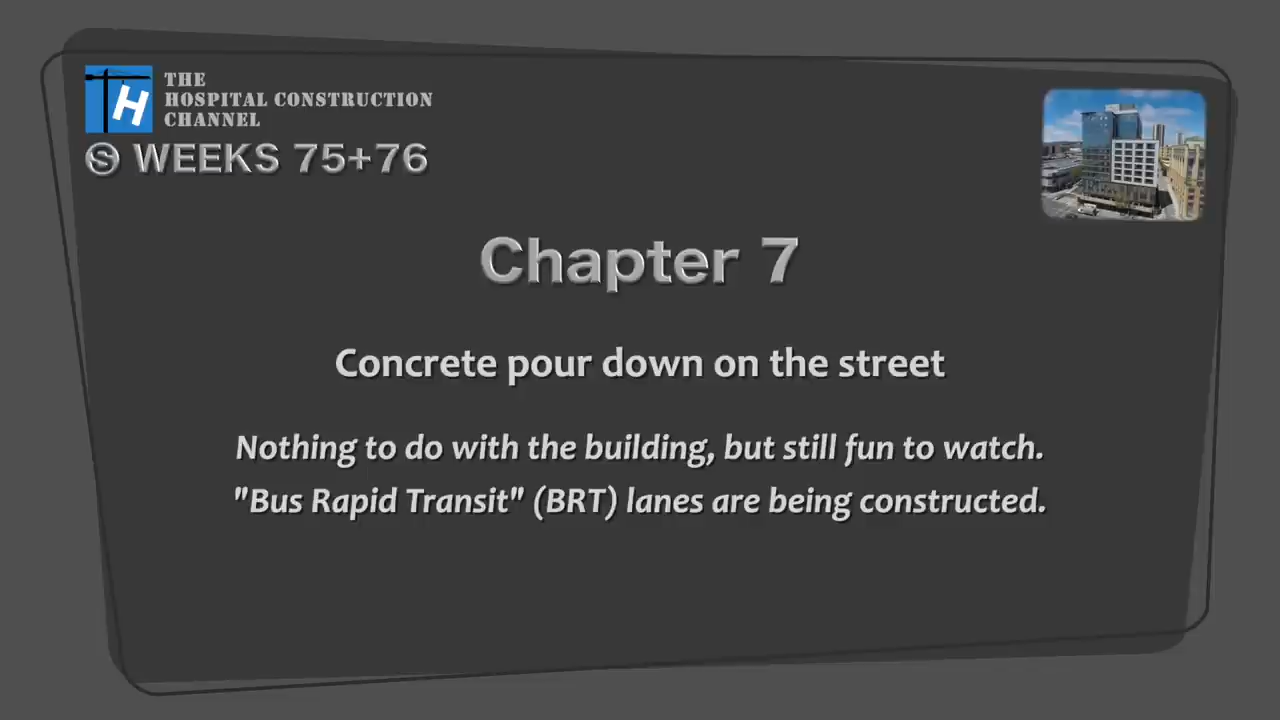 THE
HOSPITAL CONSTRUCTION
CHANNEL
H
S WEEKS 75+76
Chapter 7
Concrete pour down on the street
Nothing to do with the building, but still fun to watch.
"Bus Rapid Transit" (BRT) lanes are being constructed.